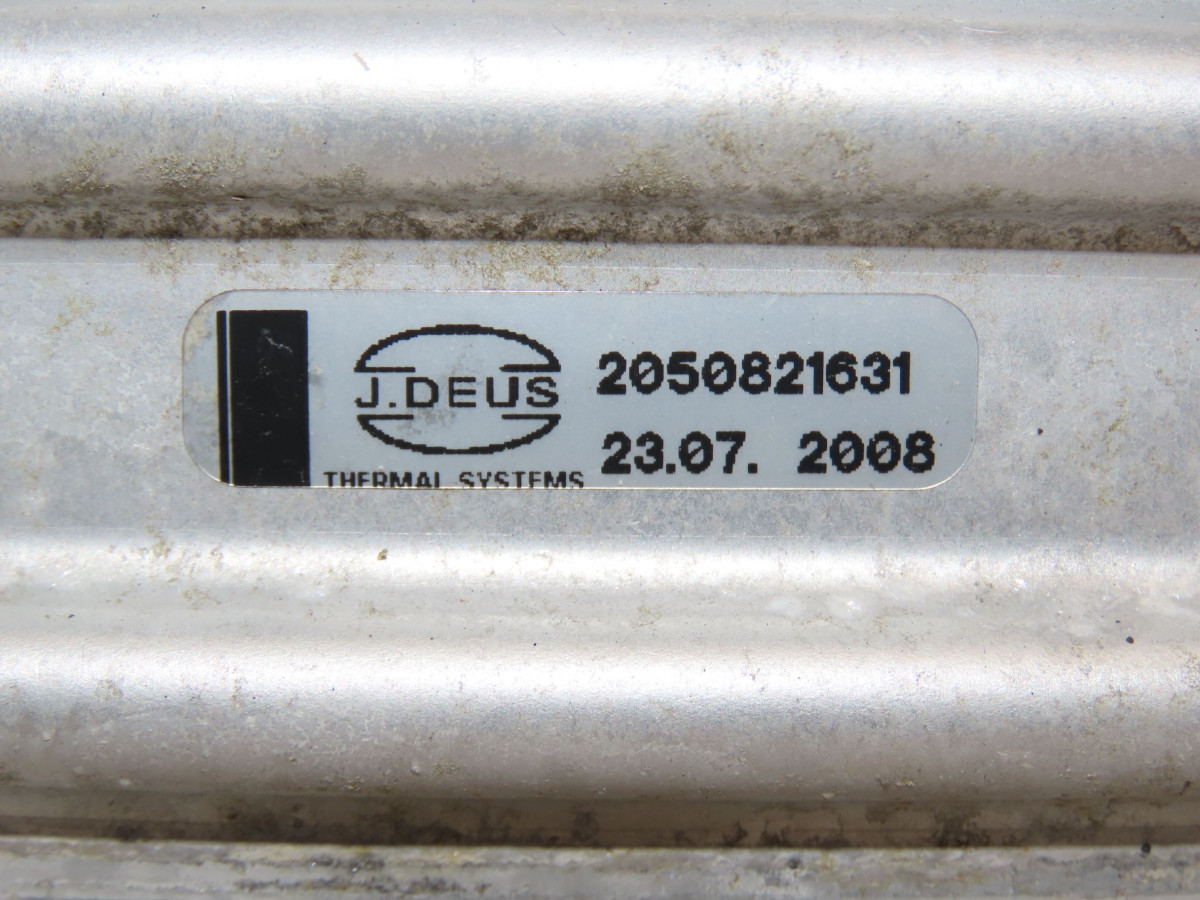 J.DEUS
THERMAL SYSTEMS
2050821631
23.07. 2008